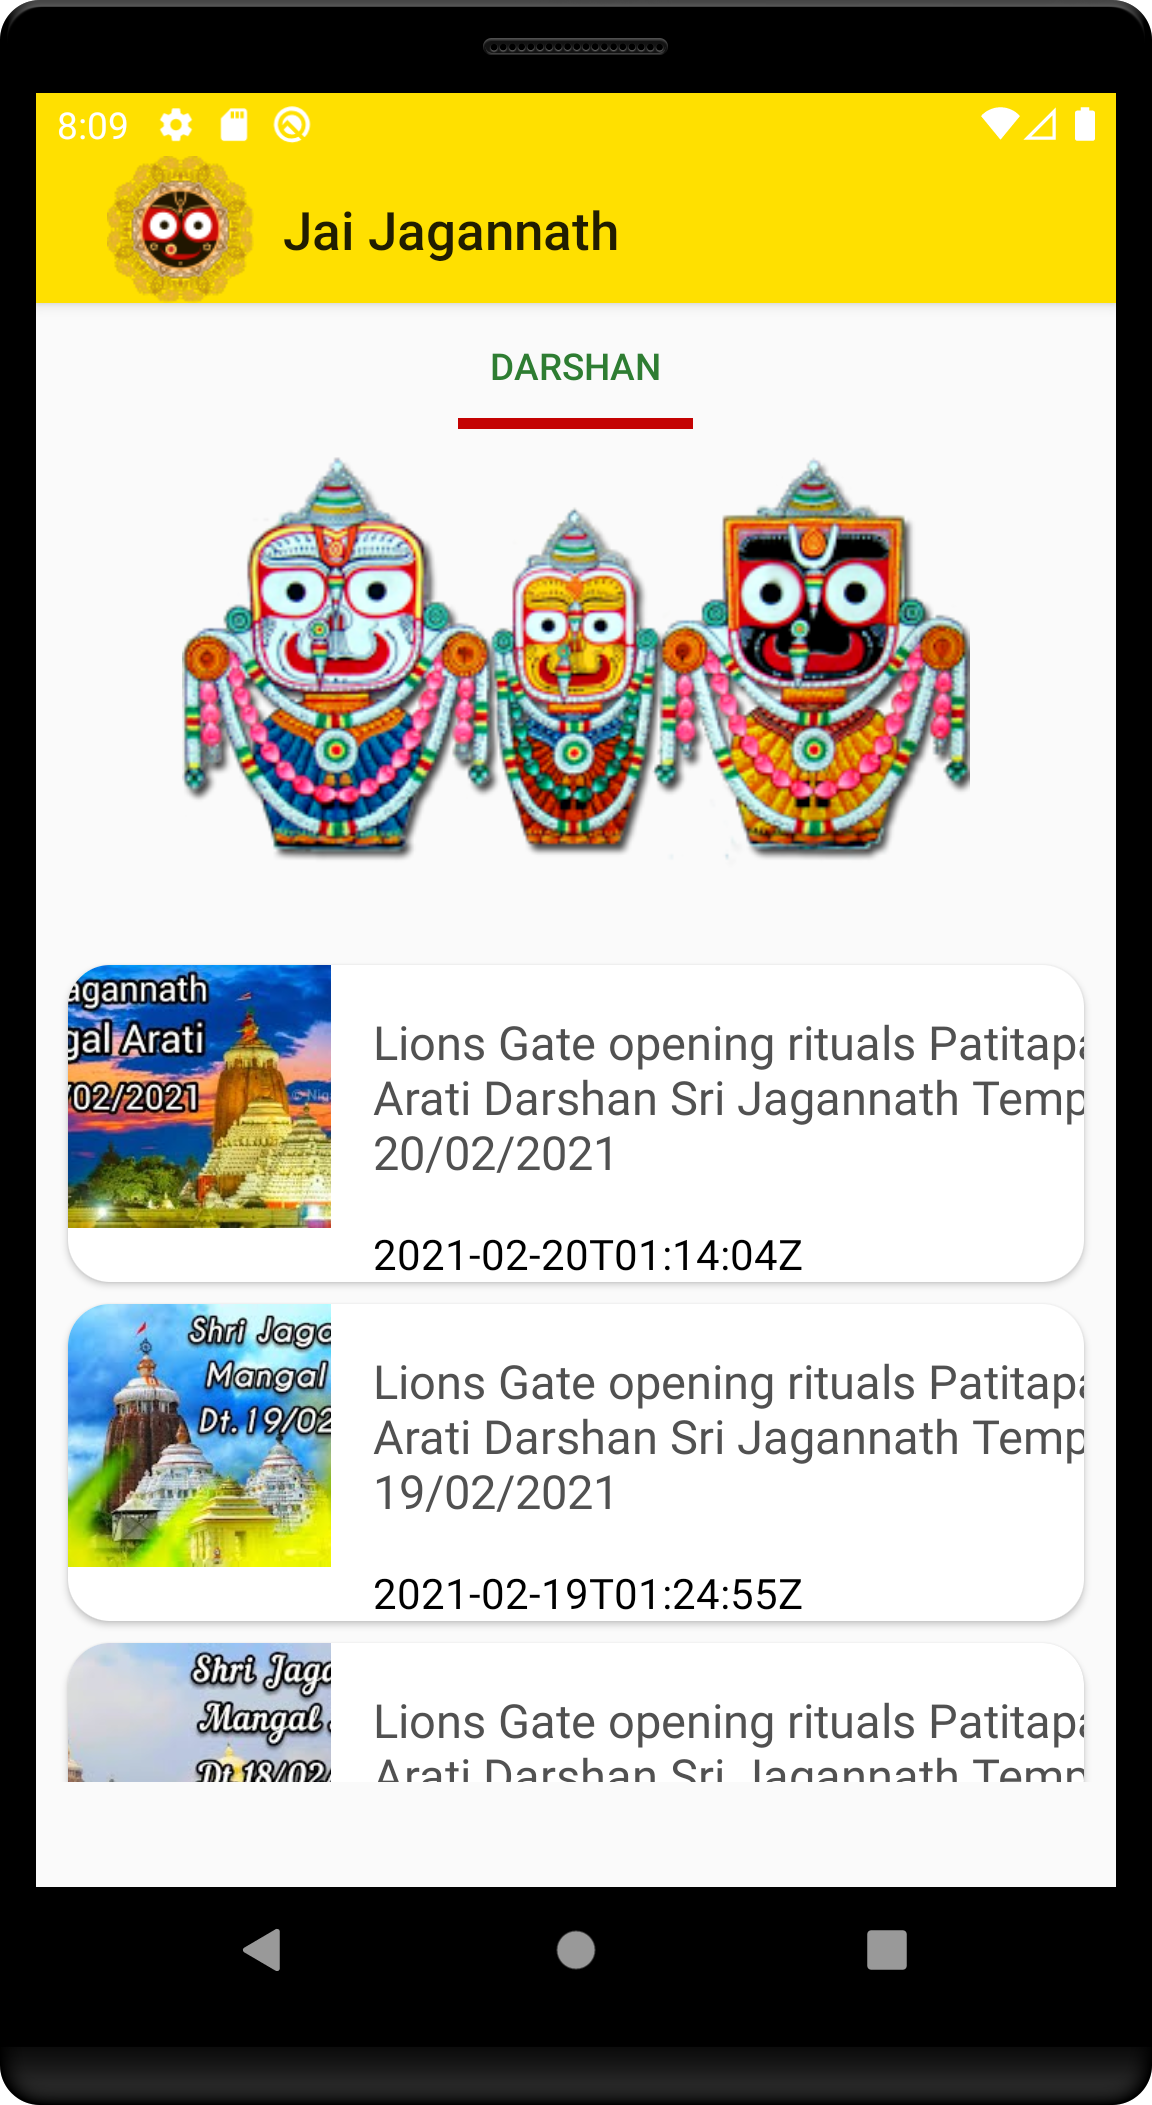 8:09
Jai Jagannath
DARSHAN
agannath
gal Arati
/02/2021
Lions Gate opening rituals Patitapa
Arati Darshan Sri Jagannath Temp
20/02/2021
2021-02-20T01:14:04Z
Shri Jaga
Mangal
Dt.19/02
Lions Gate opening rituals Patitapa
Arati Darshan Sri Jagannath Temp
19/02/2021
2021-02-19T01:24:55Z
Shri Jaga
Mangal
Dt 18/02/
Lions Gate opening rituals Patitapa
Arati Darshan Sri Jagannath Temp